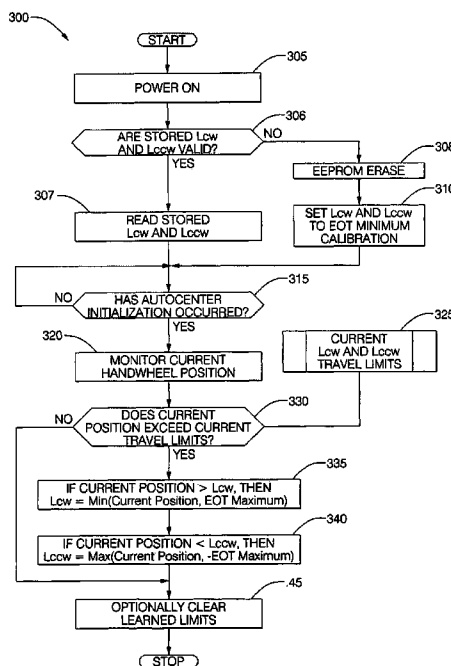 300
START
305
POWER ON
306
ARE STORED Lcw
AND Lccw VALID?
NO
YES
308
EEPROM ERASE
307
310
READ STORED
Lcw AND Lccw
SET Lcw AND Lccw
TO EOT MINIMUM
CALIBRATION
315
NO
HAS AUTOCENTER
INITIALIZATION OCCURRED?
YES
325
320
MONITOR CURRENT
HANDWHEEL POSITION
CURRENT
Lcw AND Lccw
TRAVEL LIMITS
330
NO
DOES CURRENT
POSITION EXCEED CURRENT
TRAVEL LIMITS?
YES
335
IF CURRENT POSITION > Lcw, THEN
Lcw = Min(Current Position, EOT Maximum)
340
IF CURRENT POSITION < Lccw, THEN
Lccw = Max(Current Position, -EOT Maximum)
.45
OPTIONALLY CLEAR
LEARNED LIMITS
STOP